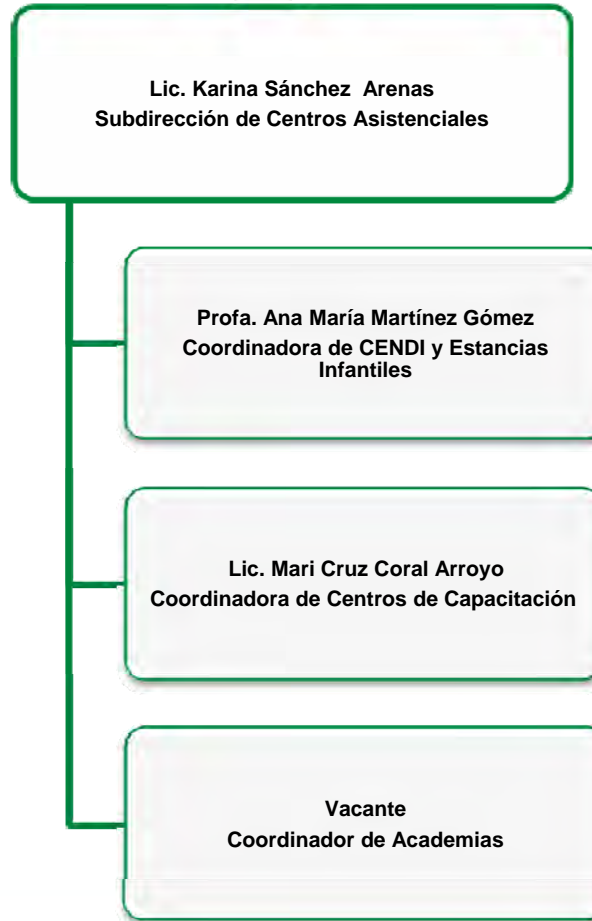 Lic. Karina Sánchez Arenas
Subdirección de Centros Asistenciales
Profa. Ana María Martínez Gómez
Coordinadora de CENDI y Estancias
Infantiles
Lic. Mari Cruz Coral Arroyo
Coordinadora de Centros de Capacitación
Vacante
Coordinador de Academias